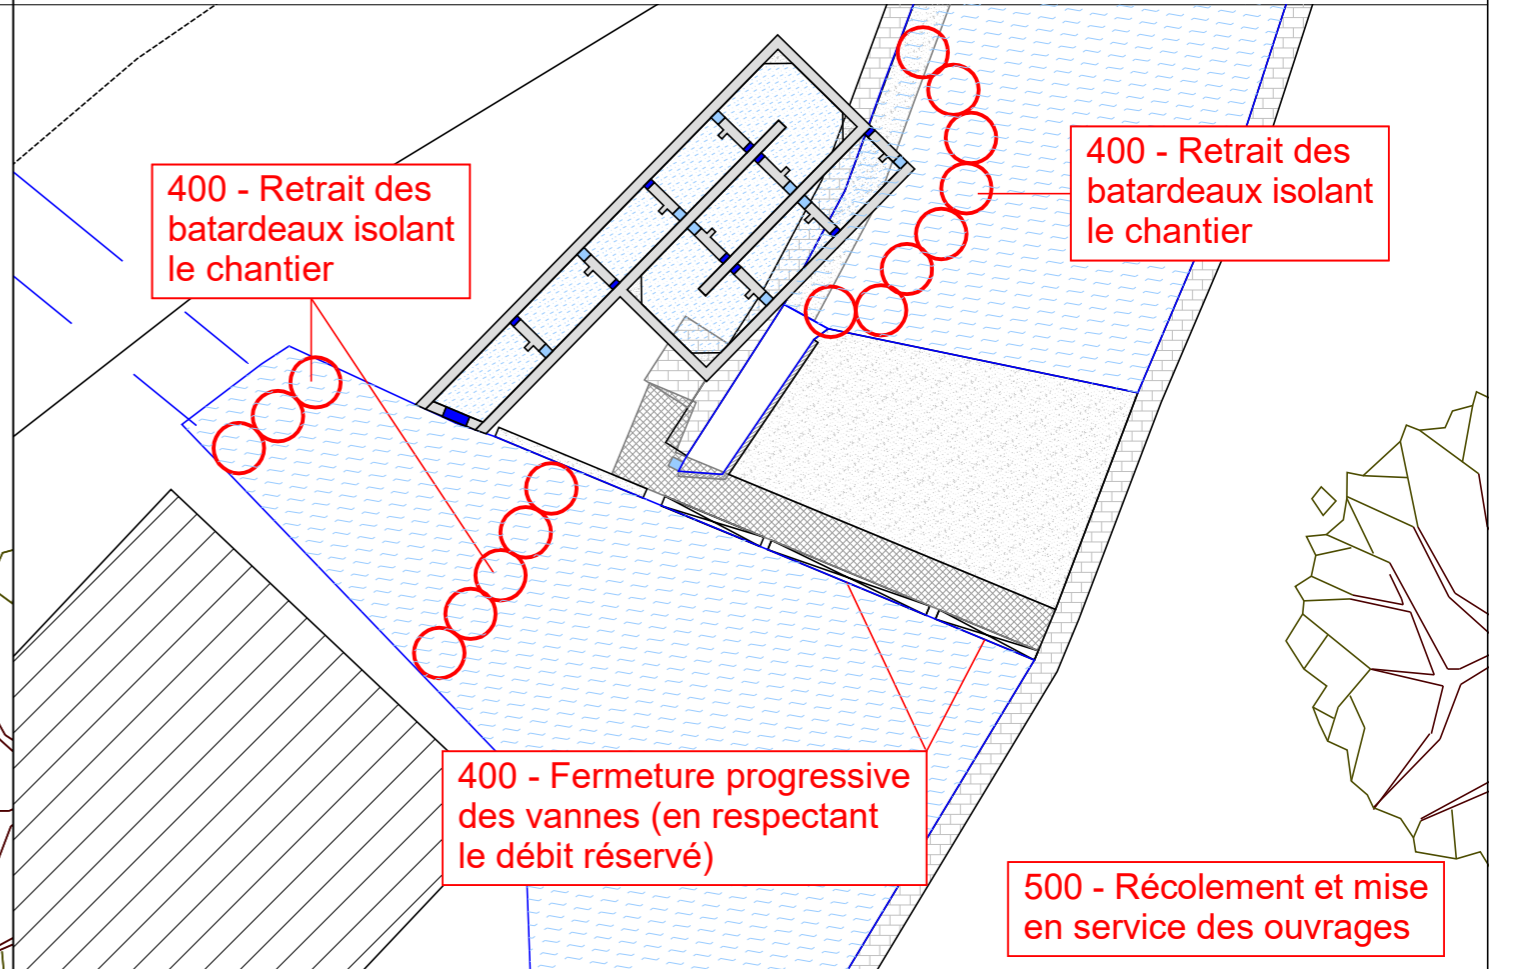 400 - Retrait des
batardeaux isolant
le chantier
400 - Retrait des
batardeaux isolant
le chantier
400 - Fermeture progressive
des vannes (en respectant
le débit réservé)
500 - Récolement et mise
en service des ouvrages